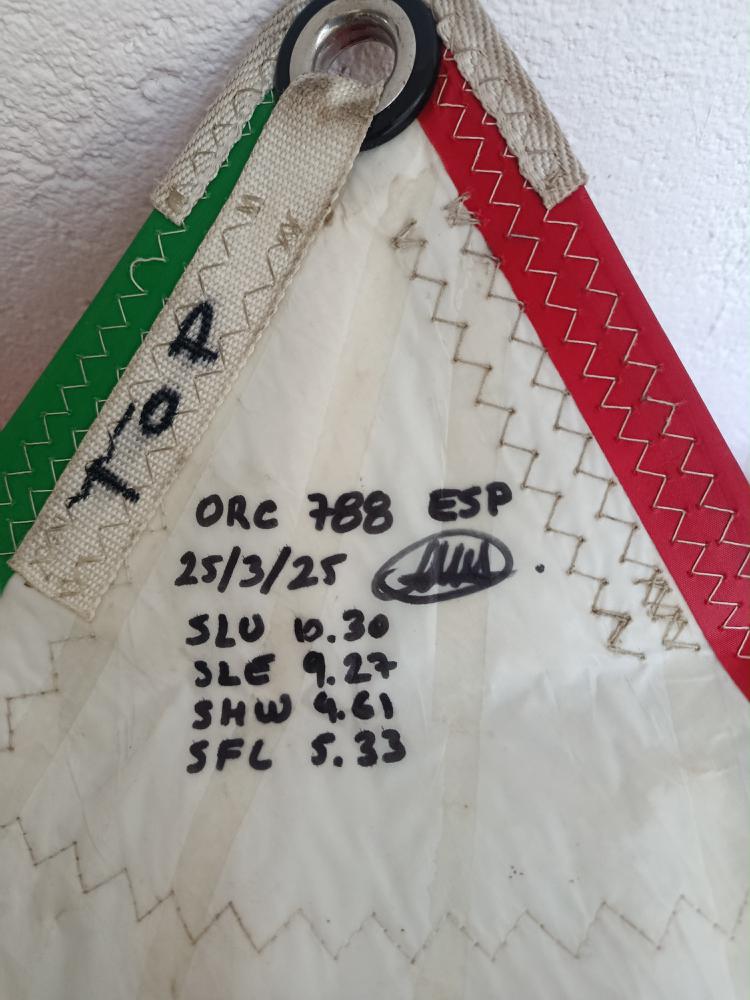 TOP
ORC 788 ESP
25/3/25
SLU 10.30
SLE 9.27
SHW 4.61
SFL 5.33